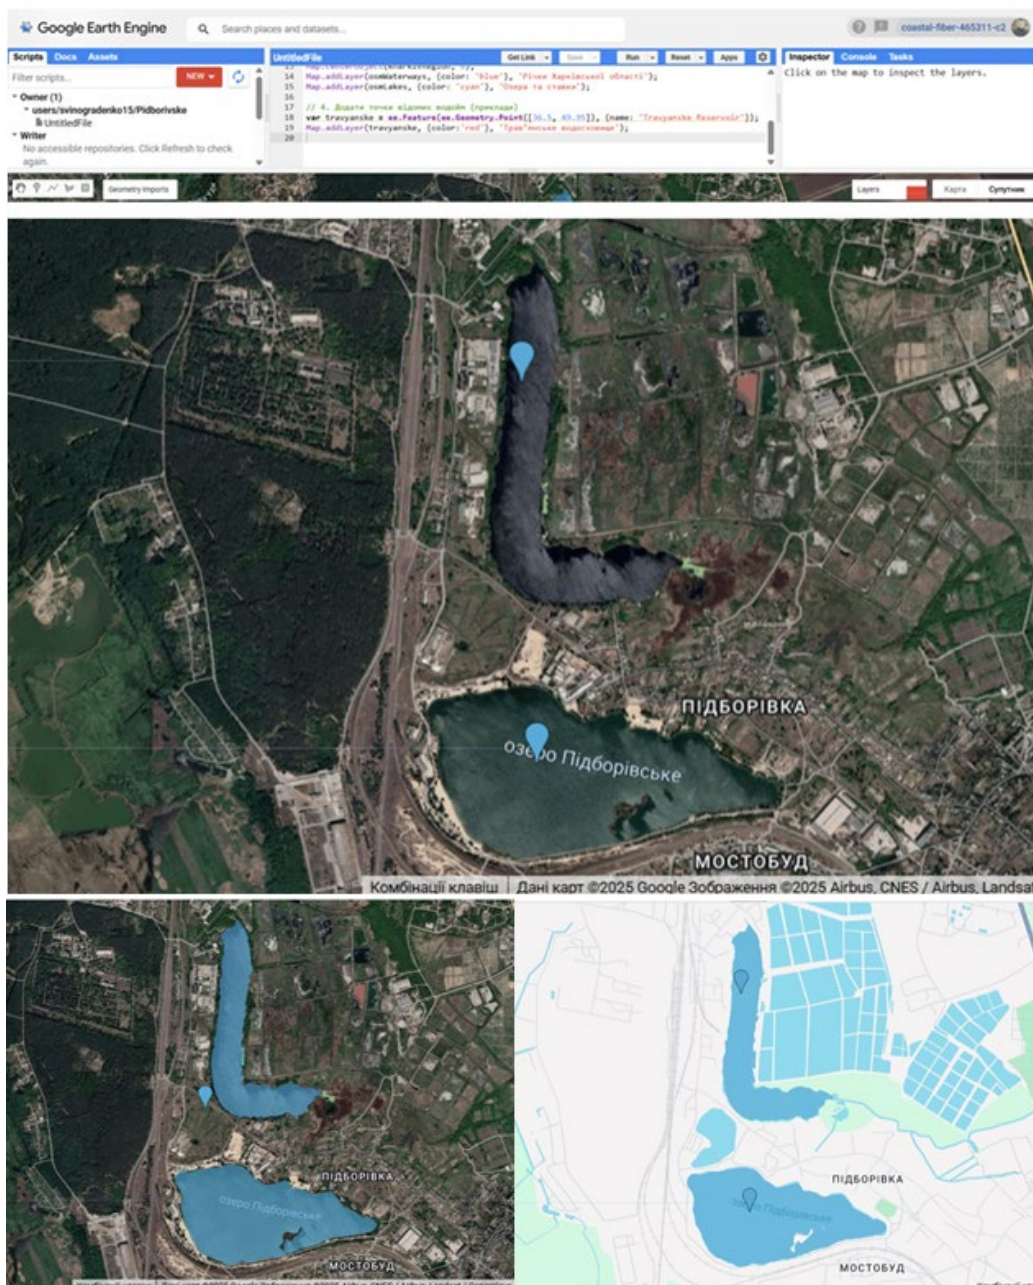 Google Earth Engine
Search places and datasets...
coastal-fiber-465311-c2
Scripts Docs Assets
Filter scripts...
NEW
Owner (1)
users/svinogradenko15/Pidborivske
UntitledFile
Writer
No accessible repositories. Click Refresh to check
again.
UntitledFile
Get Link Save Run Reset Apps
14 Map.addLayer(osmWaterways, {color: 'blue'}, 'Річки Харківської області');
15 Map.addLayer(osmLakes, {color: 'cyan'}, 'Озера та ставки');
16
17 // 4. Додати точки відомих водойм (приклади)
18 var travyanske = ee.Feature(ee.Geometry.Point([36.5, 49.95]), {name: 'Travyanske Reservoir'});
19 Map.addLayer(travyanske, {color:'red'}, 'Трав"янське водосховище');
20
Inspector Console Tasks
Click on the map to inspect the layers.
Geometry Imports
Layers
Карта Супутник
ПІДБОРІВКА
озеро Підборівське
МОСТОБУД
Комбінації клавіш Дані карт ©2025 Google Зображення ©2025 Airbus, CNES / Airbus, Landsat
ПІДБОРІВКА
озеро Підборівське
МОСТОБУД
ПІДБОРІВКА
озеро Підборівське
МОСТОБУД